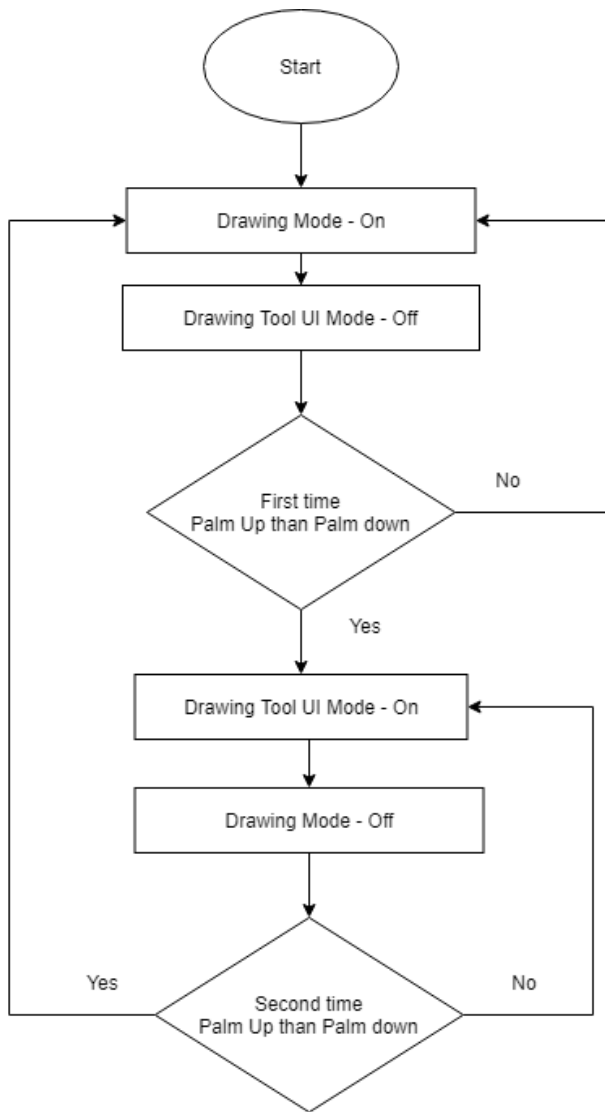 Start
Drawing Mode - On
Drawing Tool UI Mode - Off
First time
Palm Up than Palm down
No
Yes
Drawing Tool UI Mode - On
Drawing Mode - Off
Yes
No
Second time
Palm Up than Palm down